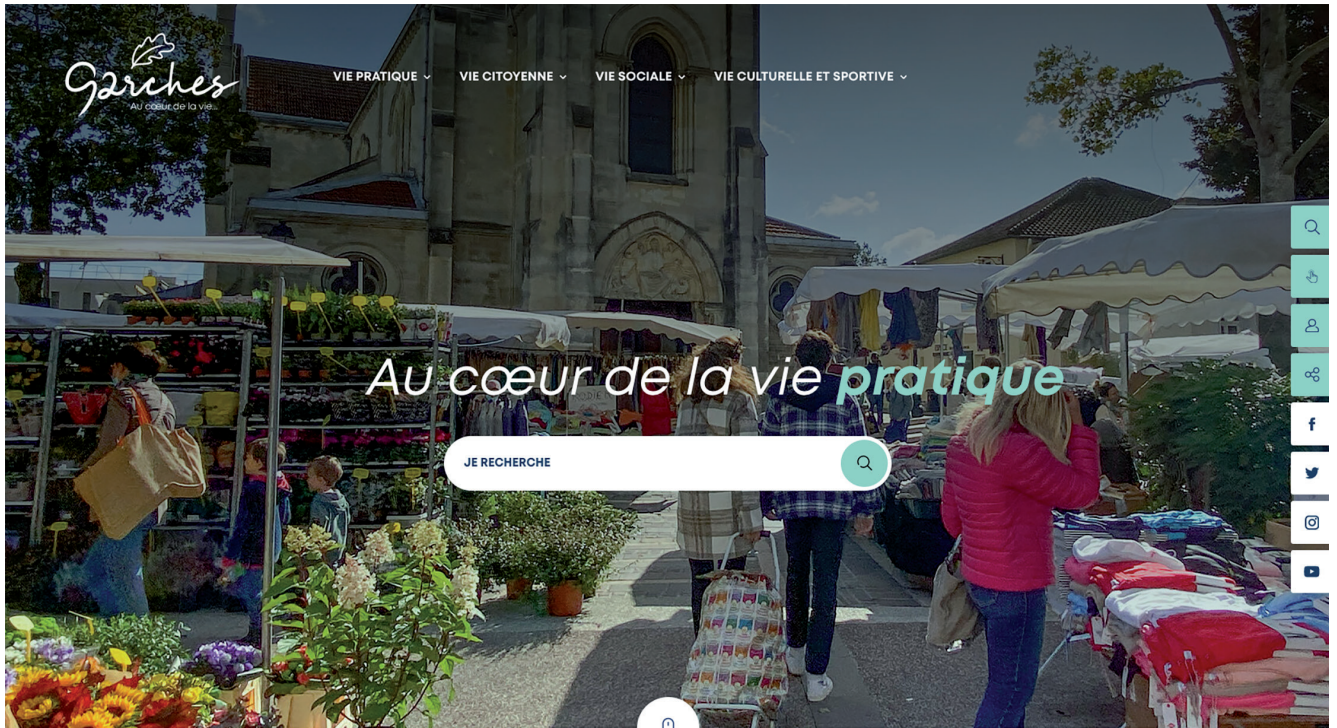 Garches
Au cœur de la vie...
VIE PRATIQUE
VIE CITOYENNE
VIE SOCIALE
VIE CULTURELLE ET SPORTIVE
Au cœur de la vie pratique
JE RECHERCHE